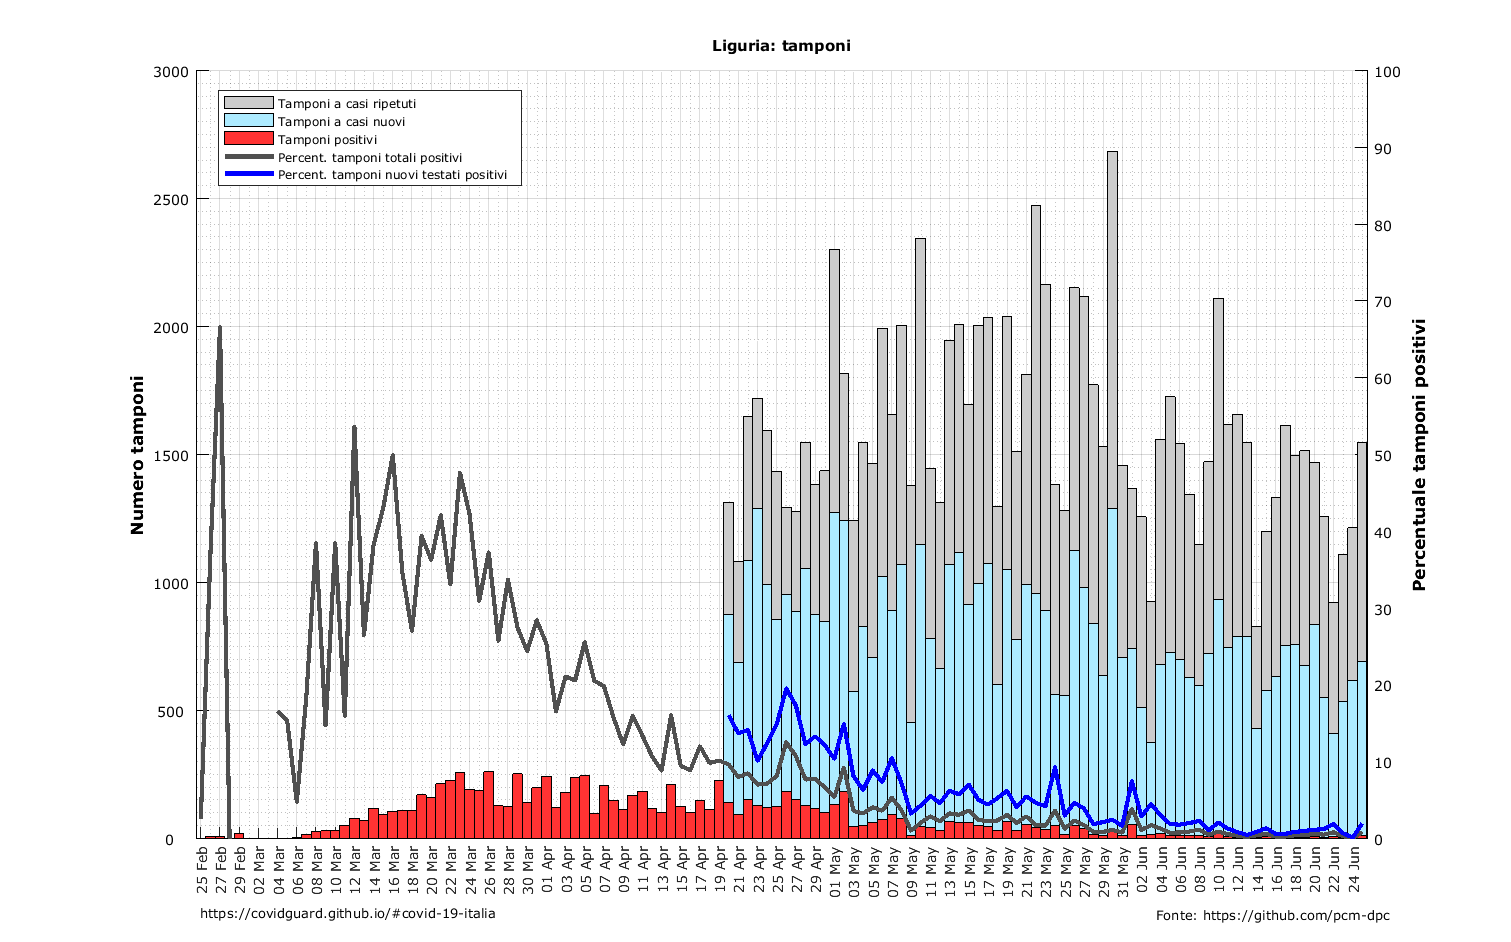 Liguria: tamponi
3000
2500
2000
1500
1000
500
0
Numero tamponi
Tamponi a casi ripetuti
Tamponi a casi nuovi
Tamponi positivi
Percent. tamponi totali positivi
Percent. tamponi nuovi testati positivi
100
90
80
70
60
50
40
30
20
10
0
Percentuale tamponi positivi
25 Feb
27 Feb
29 Feb
02 Mar
04 Mar
06 Mar
08 Mar
10 Mar
12 Mar
14 Mar
16 Mar
18 Mar
20 Mar
22 Mar
24 Mar
26 Mar
28 Mar
30 Mar
01 Apr
03 Apr
05 Apr
07 Apr
09 Apr
11 Apr
13 Apr
15 Apr
17 Apr
19 Apr
21 Apr
23 Apr
25 Apr
27 Apr
29 Apr
01 May
03 May
05 May
07 May
09 May
11 May
13 May
15 May
17 May
19 May
21 May
23 May
25 May
27 May
29 May
31 May
02 Jun
04 Jun
06 Jun
08 Jun
10 Jun
12 Jun
14 Jun
16 Jun
18 Jun
20 Jun
22 Jun
24 Jun
https://covidguard.github.io/#covid-19-italia
Fonte: https://github.com/pcm-dpc